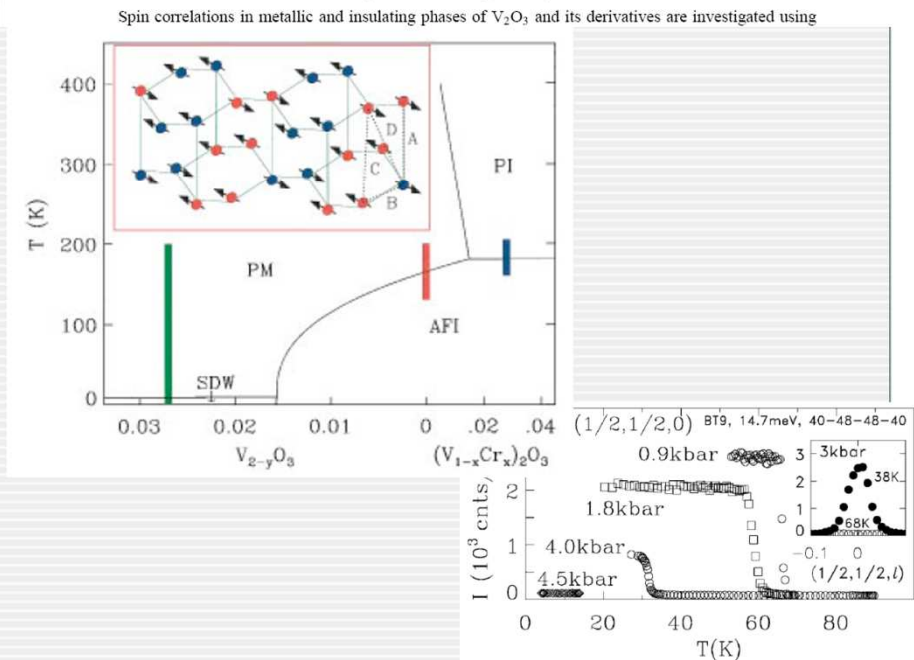 Spin correlations in metallic and insulating phases of V₂O₃ and its derivatives are investigated using
T (K)
400
300
200
100
0
D
A
C
B
PI
PM
AFI
SDW
0.03
0.02
0.01
0
.02
0.04
V₂₋yO₃
(V₁₋ₓCrₓ)₂O₃
(1/2,1/2,0)
BT9, 14.7meV, 40-48-48-40
0.9kbar
1.8kbar
4.0kbar
4.5kbar
I (10³ cnts,
2
1
0
0
20
40
60
80
T(K)
3kbar
38K
68K
3
2
1
0
-0.1
0
(1/2,1/2,l)